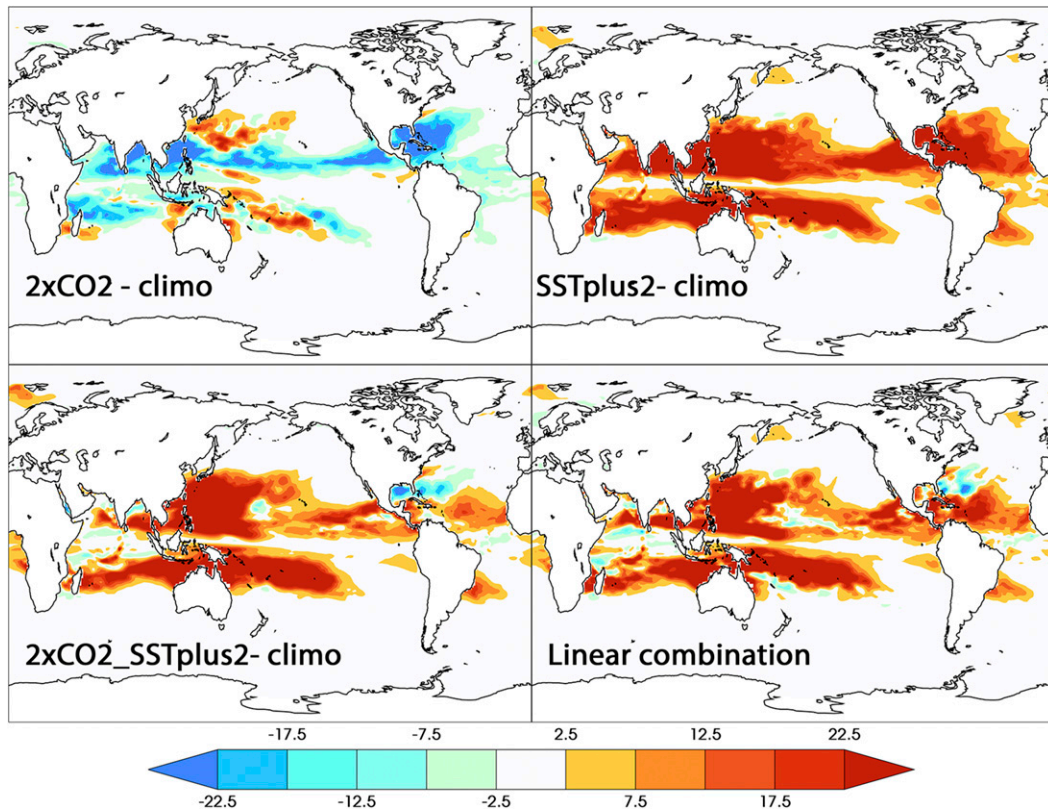 2xCO2 - climo
SSTplus2- climo
2xCO2_SSTplus2- climo
Linear combination
-17.5 -7.5 2.5 12.5 22.5
-22.5 -12.5 -2.5 7.5 17.5